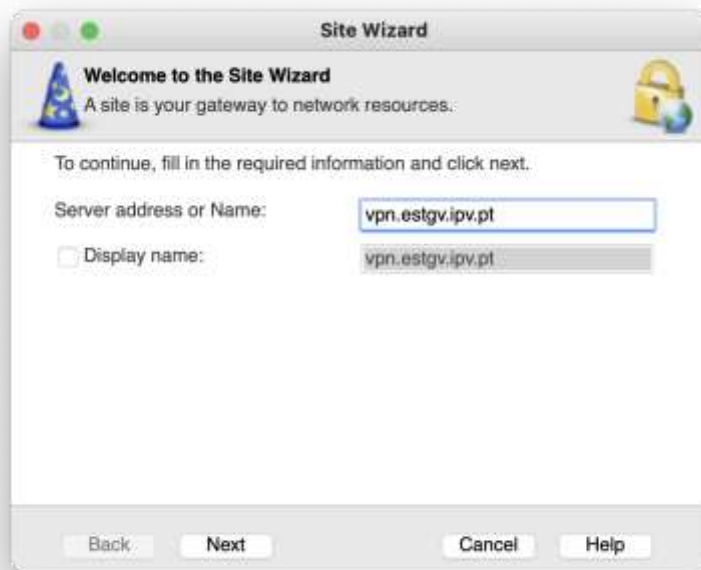 Site Wizard
Welcome to the Site Wizard
A site is your gateway to network resources.
To continue, fill in the required information and click next.
Server address or Name: vpn.estgv.ipv.pt
Display name: vpn.estgv.ipv.pt
Back Next Cancel Help